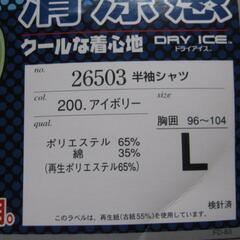 清涼感
クールな着心地 DRY ICE
ドライアイス
no. 26503 半袖シャツ
col. 200. アイボリー size
qual. 胸囲 96〜104
ポリエステル 65%
綿 35%
(再生ポリエステル65%)
L
検針済
このラベルは、再生紙(古紙55%)を使用しています。
用。